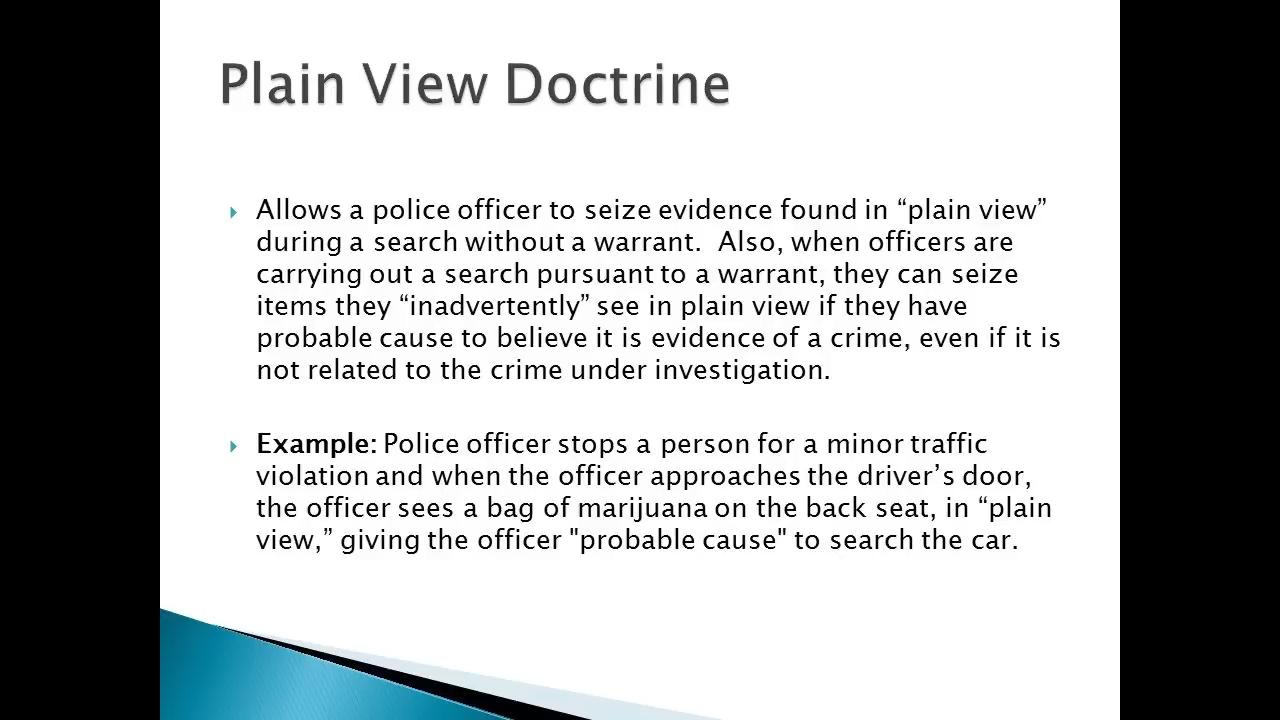 Plain View Doctrine
Allows a police officer to seize evidence found in “plain view”
during a search without a warrant.  Also, when officers are
carrying out a search pursuant to a warrant, they can seize
items they “inadvertently” see in plain view if they have
probable cause to believe it is evidence of a crime, even if it is
not related to the crime under investigation.
Example: Police officer stops a person for a minor traffic
violation and when the officer approaches the driver’s door,
the officer sees a bag of marijuana on the back seat, in “plain
view,” giving the officer "probable cause" to search the car.